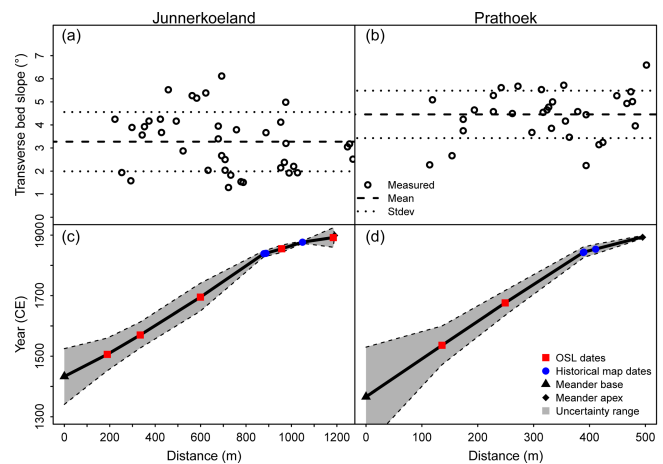 Junnerkoeland
Prathoek
(a)
(b)
Transverse bed slope (°)
7
6
5
4
3
2
1
0
Measured
Mean
Stdev
(c)
(d)
Year (CE)
1900
1700
1500
1300
OSL dates
Historical map dates
Meander base
Meander apex
Uncertainty range
0 200 400 600 800 1000 1200
0 100 200 300 400 500
Distance (m)
Distance (m)